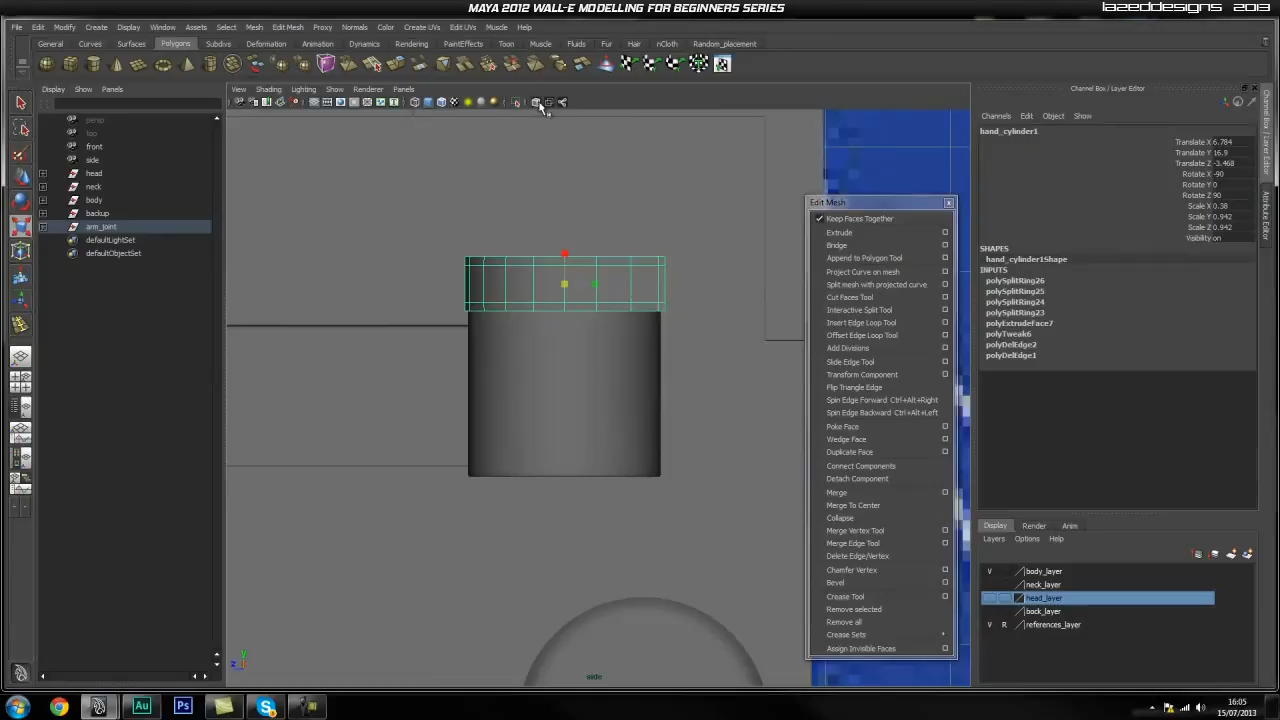 MAYA 2012 WALL-E MODELLING FOR BEGINNERS SERIES
LAZEDDESIGNS 2013
File Edit Modify Create Display Window Assets Select Mesh Edit Mesh Proxy Normals Color Create UVs Edit UVs Muscle Help
General Curves Surfaces Polygons Subdivs Deformation Animation Dynamics Rendering PaintEffects Toon Muscle Fluids Fur Hair nCloth Random_placement
Display Show Panels
View Shading Lighting Show Renderer Panels
persp
top
front
side
head
neck
body
backup
arm_joint
defaultLightSet
defaultObjectSet
side
Edit Mesh
Keep Faces Together
Extrude
Bridge
Append to Polygon Tool
Project Curve on mesh
Split mesh with projected curve
Cut Faces Tool
Interactive Split Tool
Insert Edge Loop Tool
Offset Edge Loop Tool
Add Divisions
Slide Edge Tool
Transform Component
Flip Triangle Edge
Spin Edge Forward Ctrl+Alt+Right
Spin Edge Backward Ctrl+Alt+Left
Poke Face
Wedge Face
Duplicate Face
Connect Components
Detach Component
Merge
Merge To Center
Collapse
Merge Vertex Tool
Merge Edge Tool
Delete Edge/Vertex
Chamfer Vertex
Bevel
Crease Tool
Remove selected
Remove all
Crease Sets
Assign Invisible Faces
Channel Box / Layer Editor
Channels Edit Object Show
hand_cylinder1
Translate X 6.784
Translate Y 16.9
Translate Z -3.468
Rotate X -90
Rotate Y 0
Rotate Z 90
Scale X 0.38
Scale Y 0.942
Scale Z 0.942
Visibility on
SHAPES
hand_cylinder1Shape
INPUTS
polySplitRing26
polySplitRing25
polySplitRing24
polySplitRing23
polyExtrudeFace7
polyTweak6
polyDelEdge2
polyDelEdge1
Display Render Anim
Layers Options Help
V body_layer
neck_layer
head_layer
bock_layer
V R references_layer
Channel Box / Layer Editor
Attribute Editor
y
z
16:05
15/07/2013